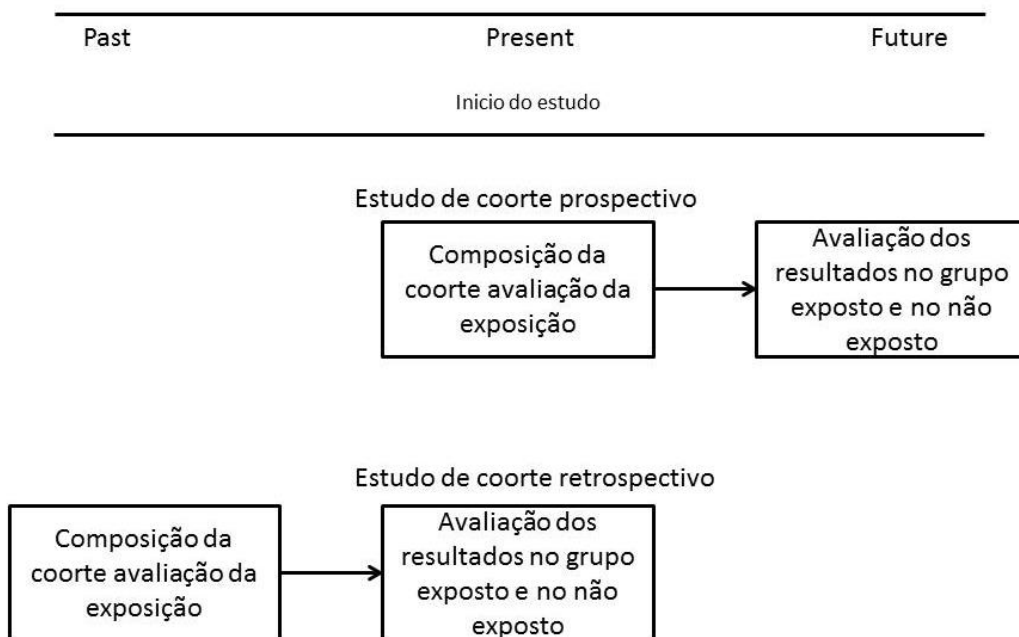 Past Present Future
Inicio do estudo
Estudo de coorte prospectivo
Composição da
coorte avaliação da
exposição
Avaliação dos
resultados no grupo
exposto e no não
exposto
Estudo de coorte retrospectivo
Composição da
coorte avaliação da
exposição
Avaliação dos
resultados no grupo
exposto e no não
exposto